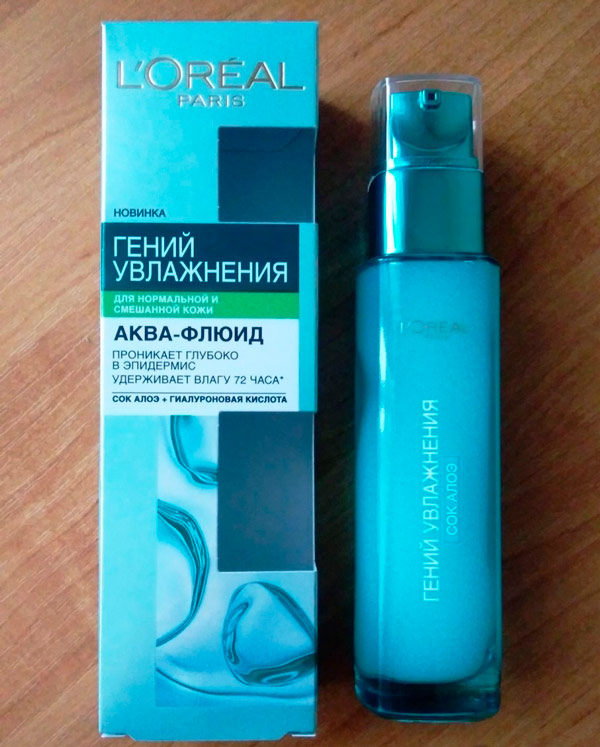 L'ORÉAL
PARIS
НОВИНКА
ГЕНИЙ
УВЛАЖНЕНИЯ
ДЛЯ НОРМАЛЬНОЙ И
СМЕШАННОЙ КОЖИ
АКВА-ФЛЮИД
ПРОНИКАЕТ ГЛУБОКО
В ЭПИДЕРМИС
УДЕРЖИВАЕТ ВЛАГУ 72 ЧАСА*
СОК АЛОЭ + ГИАЛУРОНОВАЯ КИСЛОТА
L'ORÉAL
PARIS
ГЕНИЙ УВЛАЖНЕНИЯ
СОК АЛОЭ